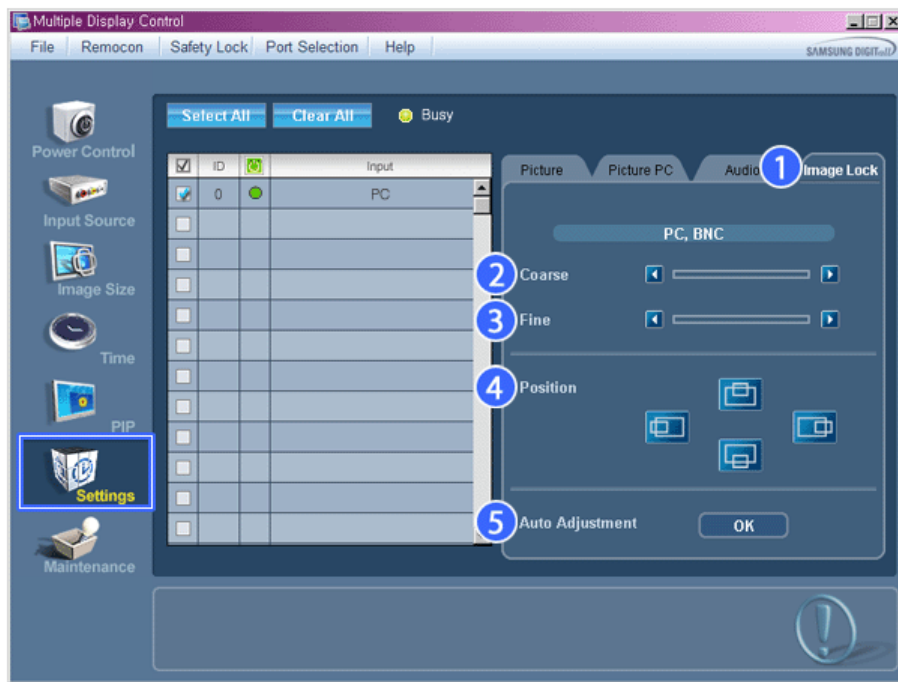 Multiple Display Control
File Remocon Safety Lock Port Selection Help
SAMSUNG DIGITall
Select All Clear All Busy
Power Control
Input Source
Image Size
Time
PIP
Settings
Maintenance
ID Input
0 PC
Picture Picture PC Audio 1 Image Lock
PC, BNC
2 Coarse
3 Fine
4 Position
5 Auto Adjustment OK